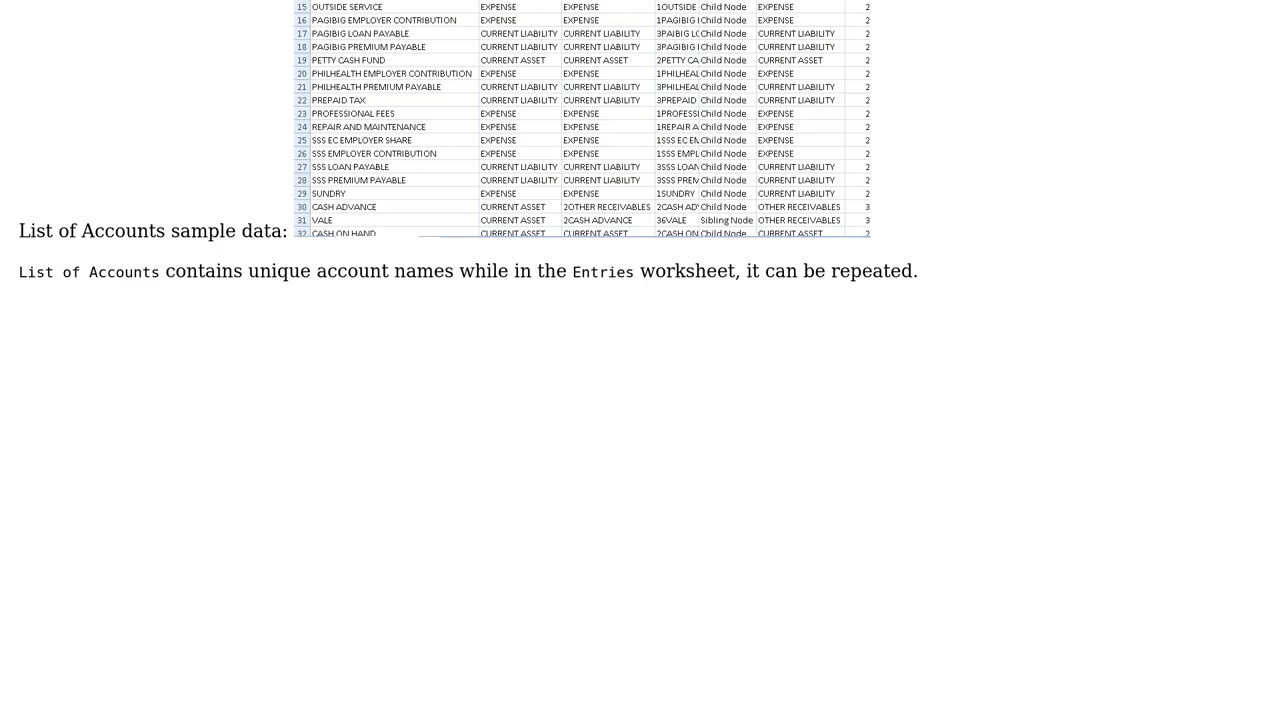 15 OUTSIDE SERVICE EXPENSE EXPENSE 1OUTSIDE Child Node EXPENSE 2
16 PAGIBIG EMPLOYER CONTRIBUTION EXPENSE EXPENSE 1PAGIBIG I Child Node EXPENSE 2
17 PAGIBIG LOAN PAYABLE CURRENT LIABILITY CURRENT LIABILITY 3PAIBIG LC Child Node CURRENT LIABILITY 2
18 PAGIBIG PREMIUM PAYABLE CURRENT LIABILITY CURRENT LIABILITY 3PAGIBIG I Child Node CURRENT LIABILITY 2
19 PETTY CASH FUND CURRENT ASSET CURRENT ASSET 2PETTY CA Child Node CURRENT ASSET 2
20 PHILHEALTH EMPLOYER CONTRIBUTION EXPENSE EXPENSE 1PHILHEAL Child Node EXPENSE 2
21 PHILHEALTH PREMIUM PAYABLE CURRENT LIABILITY CURRENT LIABILITY 3PHILHEAL Child Node CURRENT LIABILITY 2
22 PREPAID TAX CURRENT LIABILITY CURRENT LIABILITY 3PREPAID Child Node CURRENT LIABILITY 2
23 PROFESSIONAL FEES EXPENSE EXPENSE 1PROFESSI Child Node EXPENSE 2
24 REPAIR AND MAINTENANCE EXPENSE EXPENSE 1REPAIR A Child Node EXPENSE 2
25 SSS EC EMPLOYER SHARE EXPENSE EXPENSE 1SSS EC EM Child Node EXPENSE 2
26 SSS EMPLOYER CONTRIBUTION EXPENSE EXPENSE 1SSS EMPL Child Node EXPENSE 2
27 SSS LOAN PAYABLE CURRENT LIABILITY CURRENT LIABILITY 3SSS LOAN Child Node CURRENT LIABILITY 2
28 SSS PREMIUM PAYABLE CURRENT LIABILITY CURRENT LIABILITY 3SSS PREM Child Node CURRENT LIABILITY 2
29 SUNDRY EXPENSE EXPENSE 1SUNDRY Child Node CURRENT LIABILITY 2
30 CASH ADVANCE CURRENT ASSET 2OTHER RECEIVABLES 2CASH AD Child Node OTHER RECEIVABLES 3
31 VALE CURRENT ASSET 2CASH ADVANCE 36VALE Sibling Node OTHER RECEIVABLES 3
32 CASH ON HAND CURRENT ASSET CURRENT ASSET 2CASH ON Child Node CURRENT ASSET 2
List of Accounts sample data:
List of Accounts contains unique account names while in the Entries worksheet, it can be repeated.